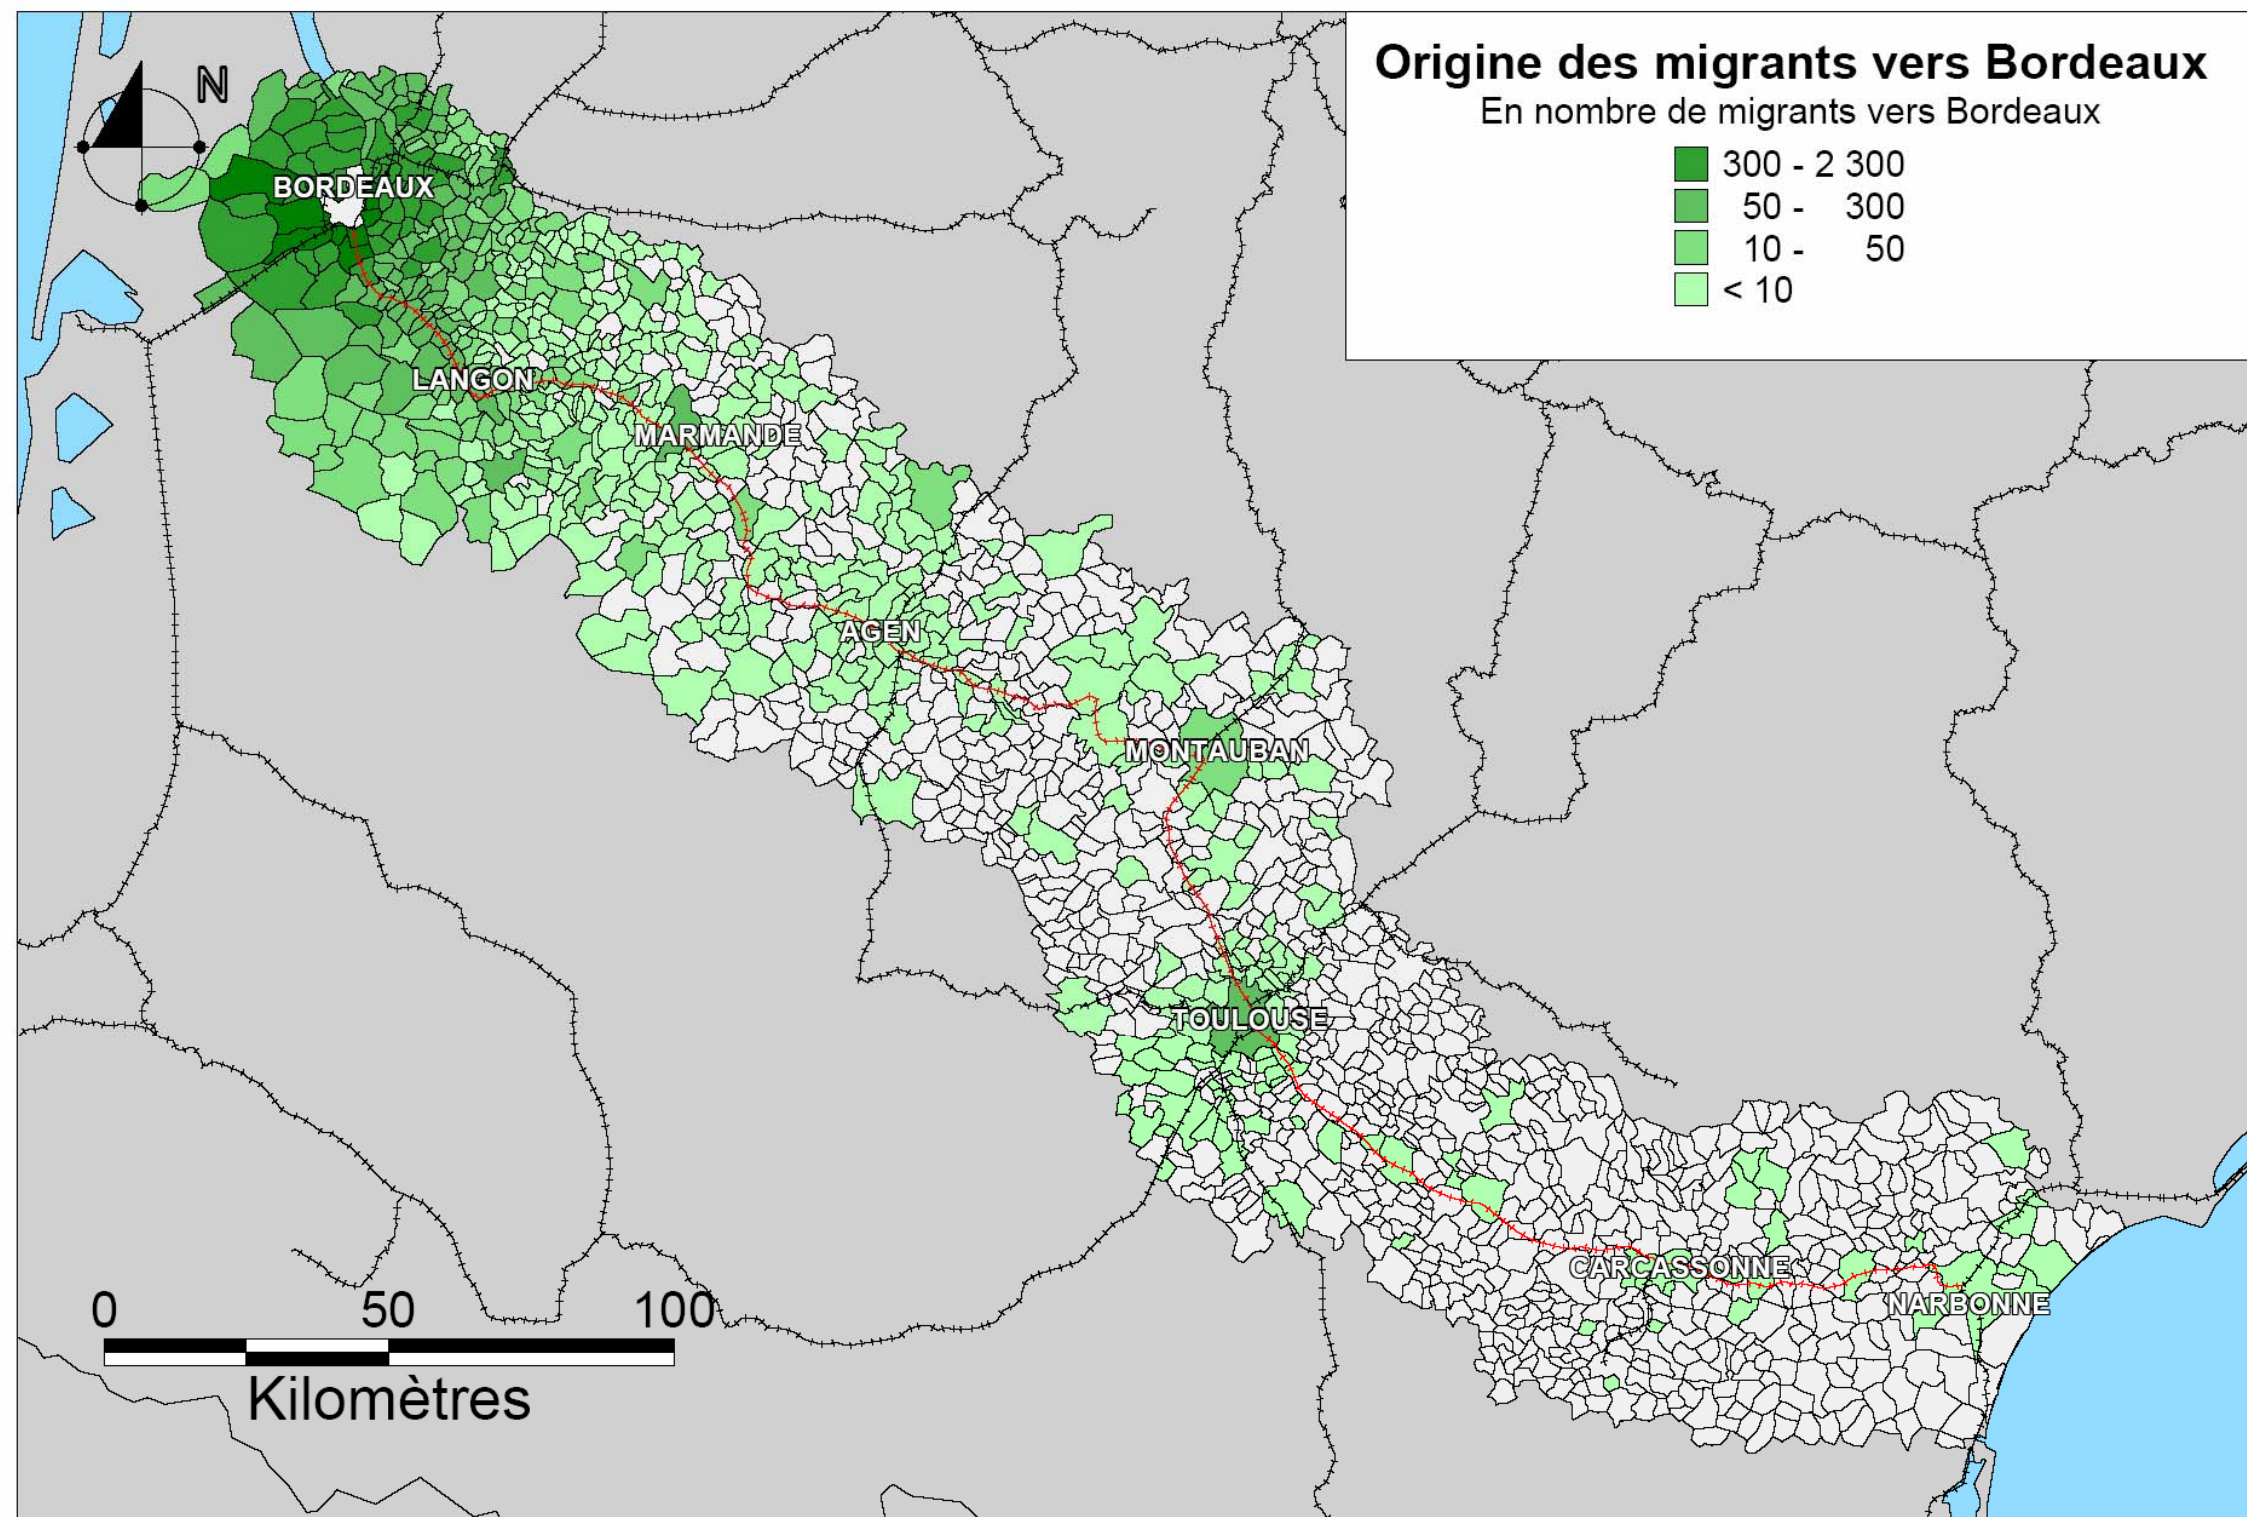 Origine des migrants vers Bordeaux
En nombre de migrants vers Bordeaux
300 - 2 300
50 - 300
10 - 50
< 10
N
BORDEAUX
LANGON
MARMANDE
AGEN
MONTAUBAN
TOULOUSE
CARCASSONNE
NARBONNE
0 50 100
Kilomètres